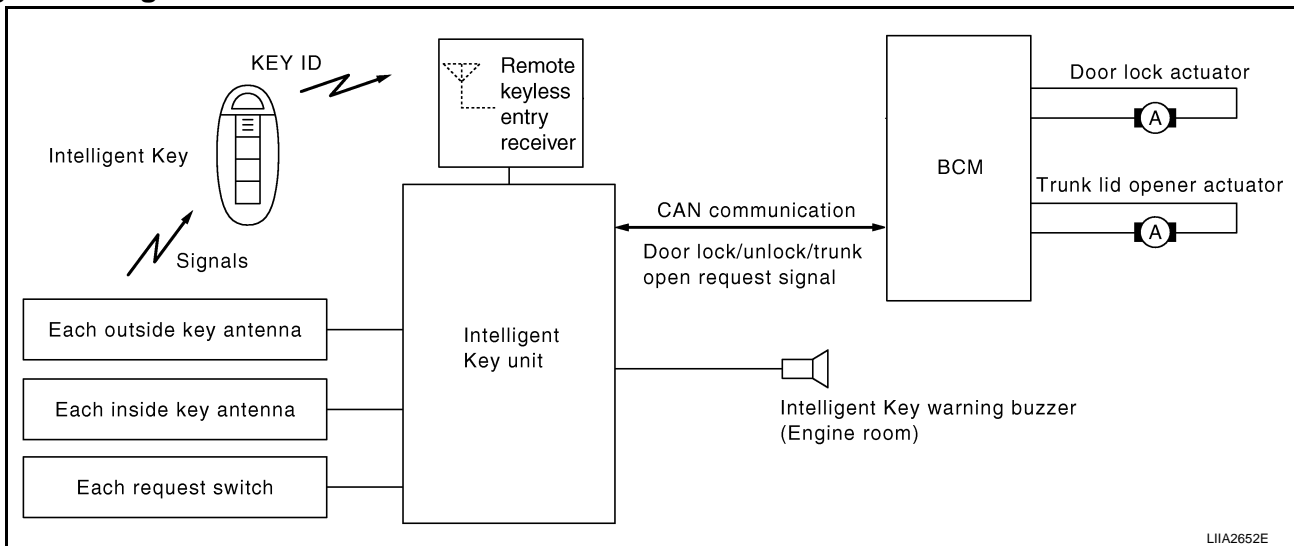 KEY ID
Remote
keyless
entry
receiver
Intelligent Key
Signals
Each outside key antenna
Each inside key antenna
Each request switch
Intelligent
Key unit
CAN communication
Door lock/unlock/trunk
open request signal
BCM
Door lock actuator
A
Trunk lid opener actuator
A
Intelligent Key warning buzzer
(Engine room)
LIIA2652E